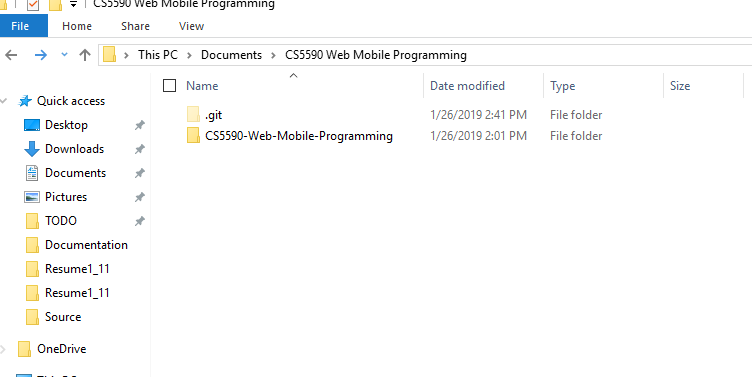 CS5590 Web Mobile Programming
File Home Share View
This PC Documents CS5590 Web Mobile Programming
Name Date modified Type Size
Quick access
.git 1/26/2019 2:41 PM File folder
Desktop
CS5590-Web-Mobile-Programming 1/26/2019 2:01 PM File folder
Downloads
Documents
Pictures
TODO
Documentation
Resume1_11
Resume1_11
Source
OneDrive
This PC